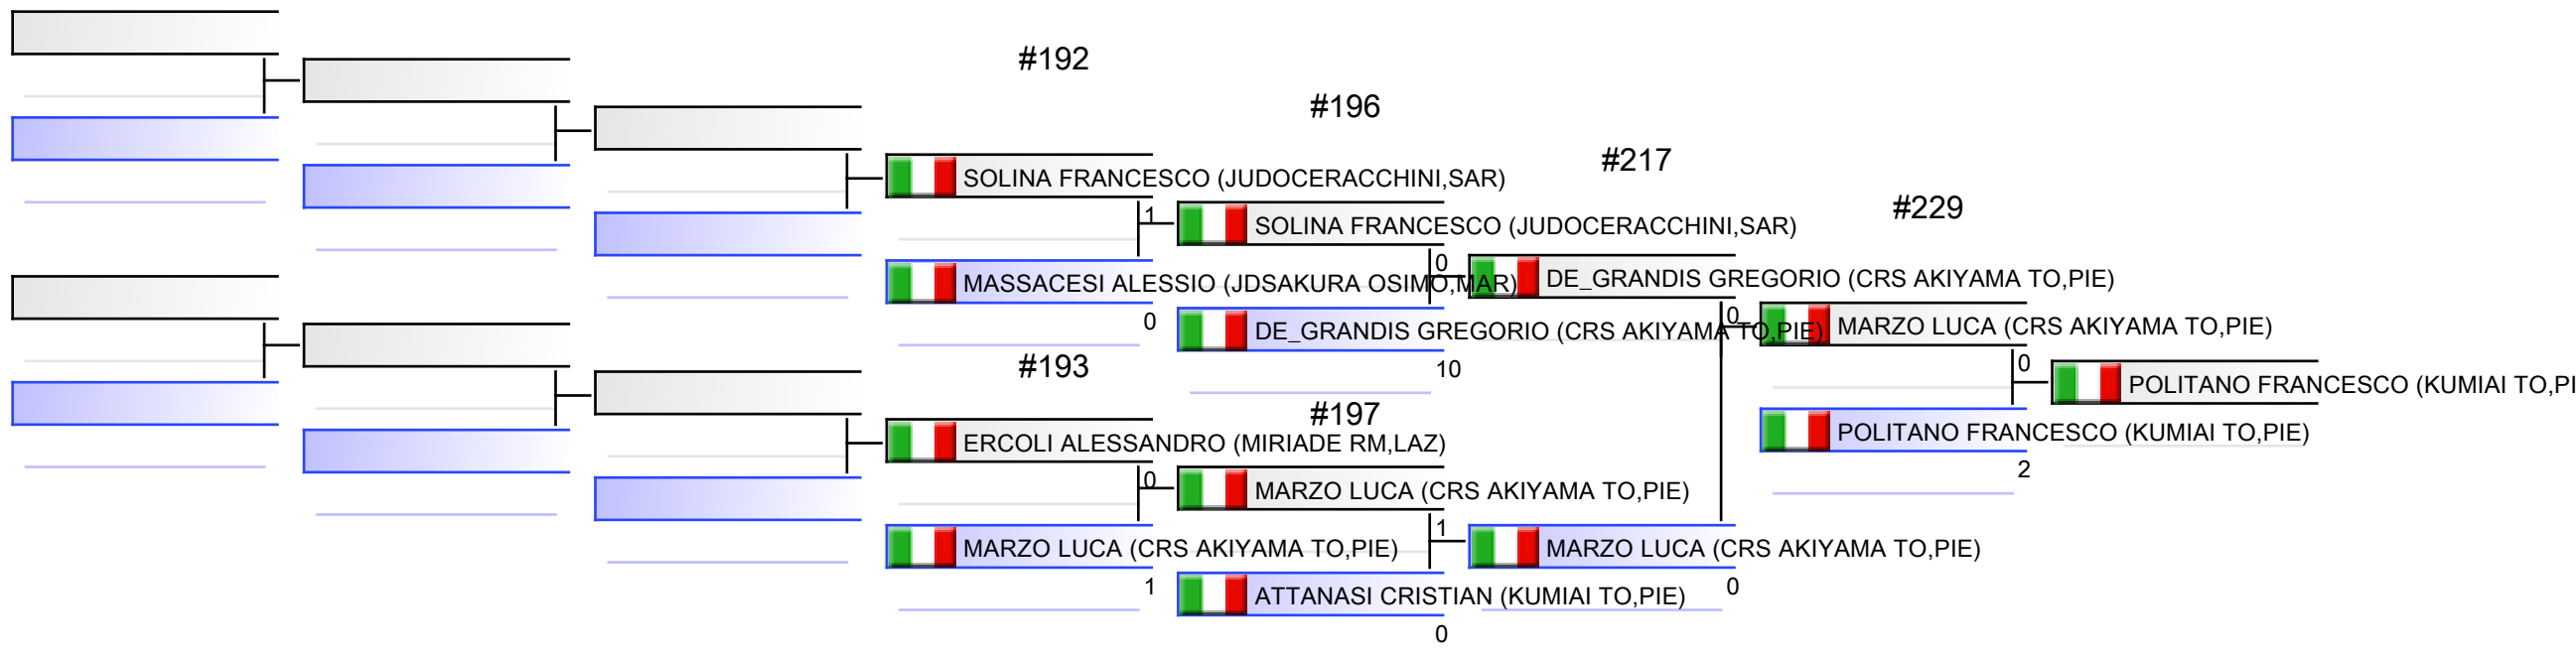 #192
#196
#217
#229
SOLINA FRANCESCO (JUDOCERACCHINI,SAR)
1
SOLINA FRANCESCO (JUDOCERACCHINI,SAR)
MASSACESI ALESSIO (JDSAKURA OSIMO,MAR)
0
0
DE_GRANDIS GREGORIO (CRS AKIYAMA TO,PIE)
DE_GRANDIS GREGORIO (CRS AKIYAMA TO,PIE)
10
0
MARZO LUCA (CRS AKIYAMA TO,PIE)
0
POLITANO FRANCESCO (KUMIAI TO,PI
POLITANO FRANCESCO (KUMIAI TO,PIE)
2
#193
#197
ERCOLI ALESSANDRO (MIRIADE RM,LAZ)
0
MARZO LUCA (CRS AKIYAMA TO,PIE)
MARZO LUCA (CRS AKIYAMA TO,PIE)
1
1
MARZO LUCA (CRS AKIYAMA TO,PIE)
0
ATTANASI CRISTIAN (KUMIAI TO,PIE)
0